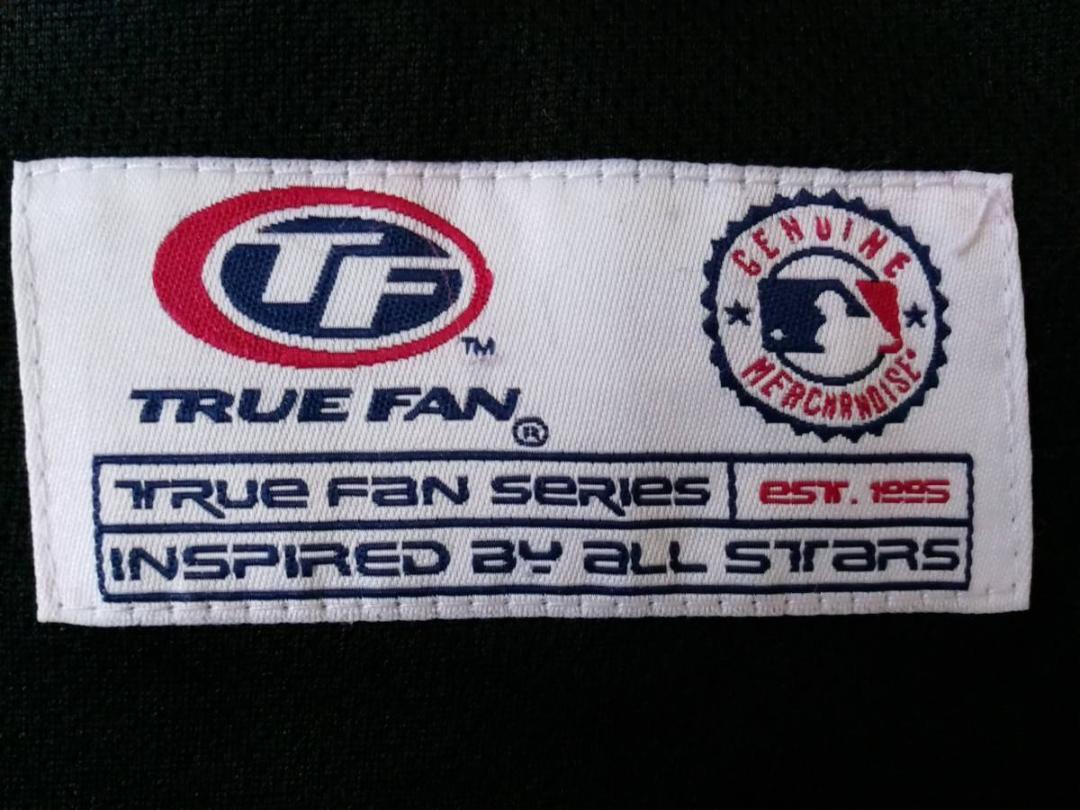 TF
TM
TRUE FAN®
GENUINE
MERCHANDISE
TRUE FAN SERIES
EST. 1995
INSPIRED BY ALL STARS